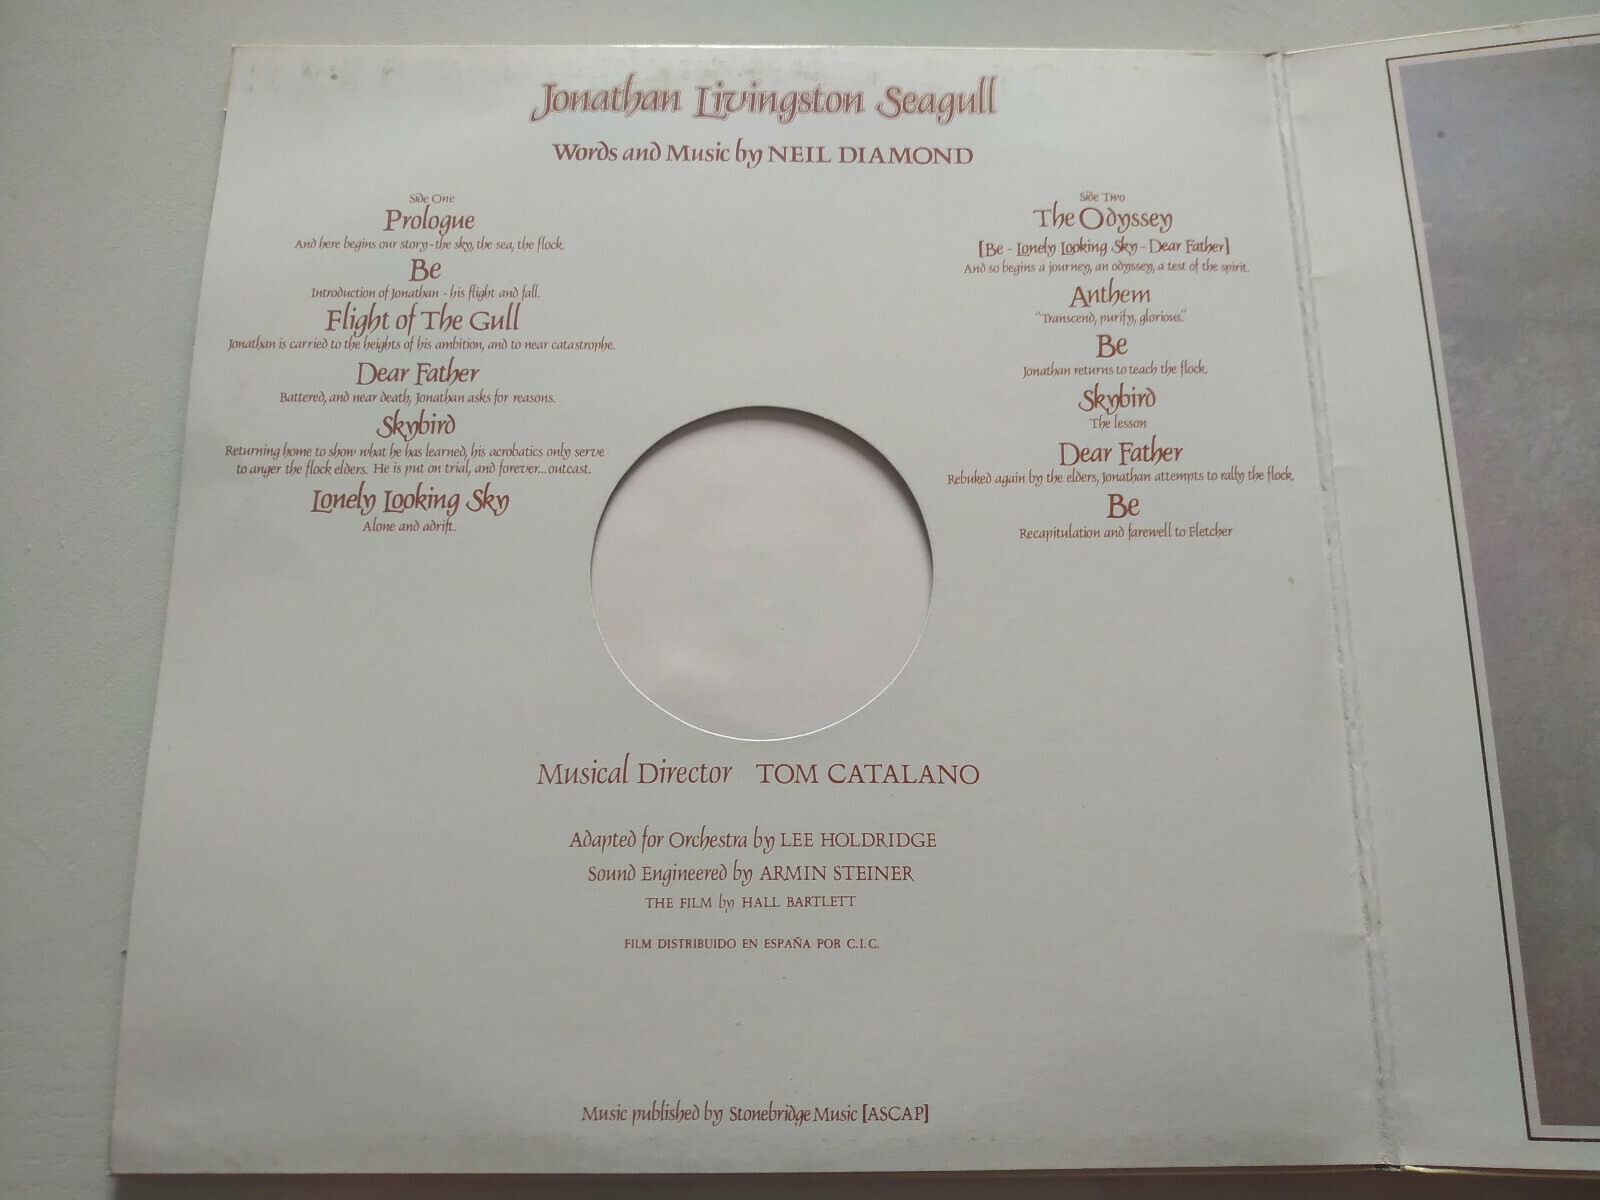 Jonathan Livingston Seagull
Words and Music by NEIL DIAMOND
Side One
Prologue
And here begins our story - the sky, the sea, the flock.
Be
Introduction of Jonathan - his flight and fall.
Flight of The Gull
Jonathan is carried to the heights of his ambition, and to near catastrophe.
Dear Father
Battered, and near death, Jonathan asks for reasons.
Skybird
Returning home to show what he has learned, his acrobatics only serve
to anger the flock elders. He is put on trial, and forever...outcast.
Lonely Looking Sky
Alone and adrift.
Side Two
The Odyssey
[Be - Lonely Looking Sky - Dear Father]
And so begins a journey, an odyssey, a test of the spirit.
Anthem
"Transcend, purify, glorious."
Be
Jonathan returns to teach the flock.
Skybird
The lesson
Dear Father
Rebuked again by the elders, Jonathan attempts to rally the flock.
Be
Recapitulation and farewell to Fletcher
Musical Director TOM CATALANO
Adapted for Orchestra by LEE HOLDRIDGE
Sound Engineered by ARMIN STEINER
THE FILM by HALL BARTLETT
FILM DISTRIBUIDO EN ESPAÑA POR C.I.C.
Music published by Stonebridge Music [ASCAP]